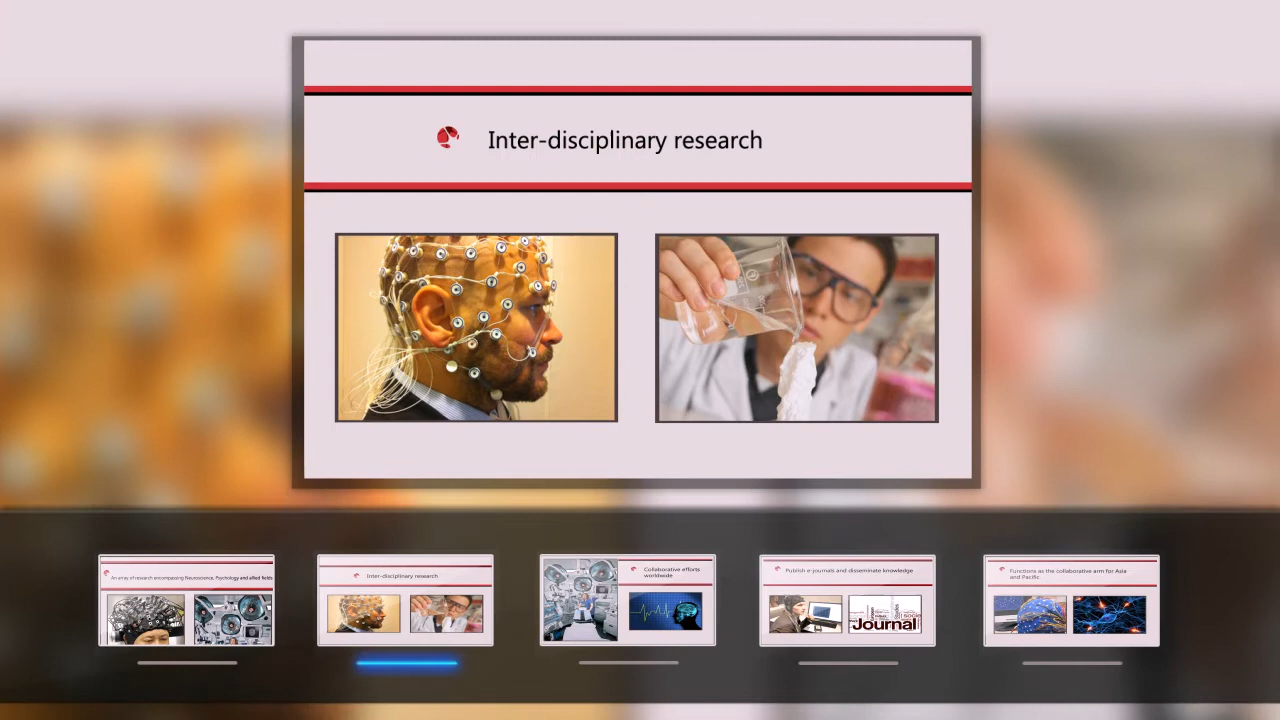 Inter-disciplinary research
An array of research encompassing Neuroscience, Psychology and allied fields
Inter-disciplinary research
Collaborative efforts
worldwide
Publish e-journals and disseminate knowledge
Journal
Functions as the collaborative arm for Asia
and Pacific